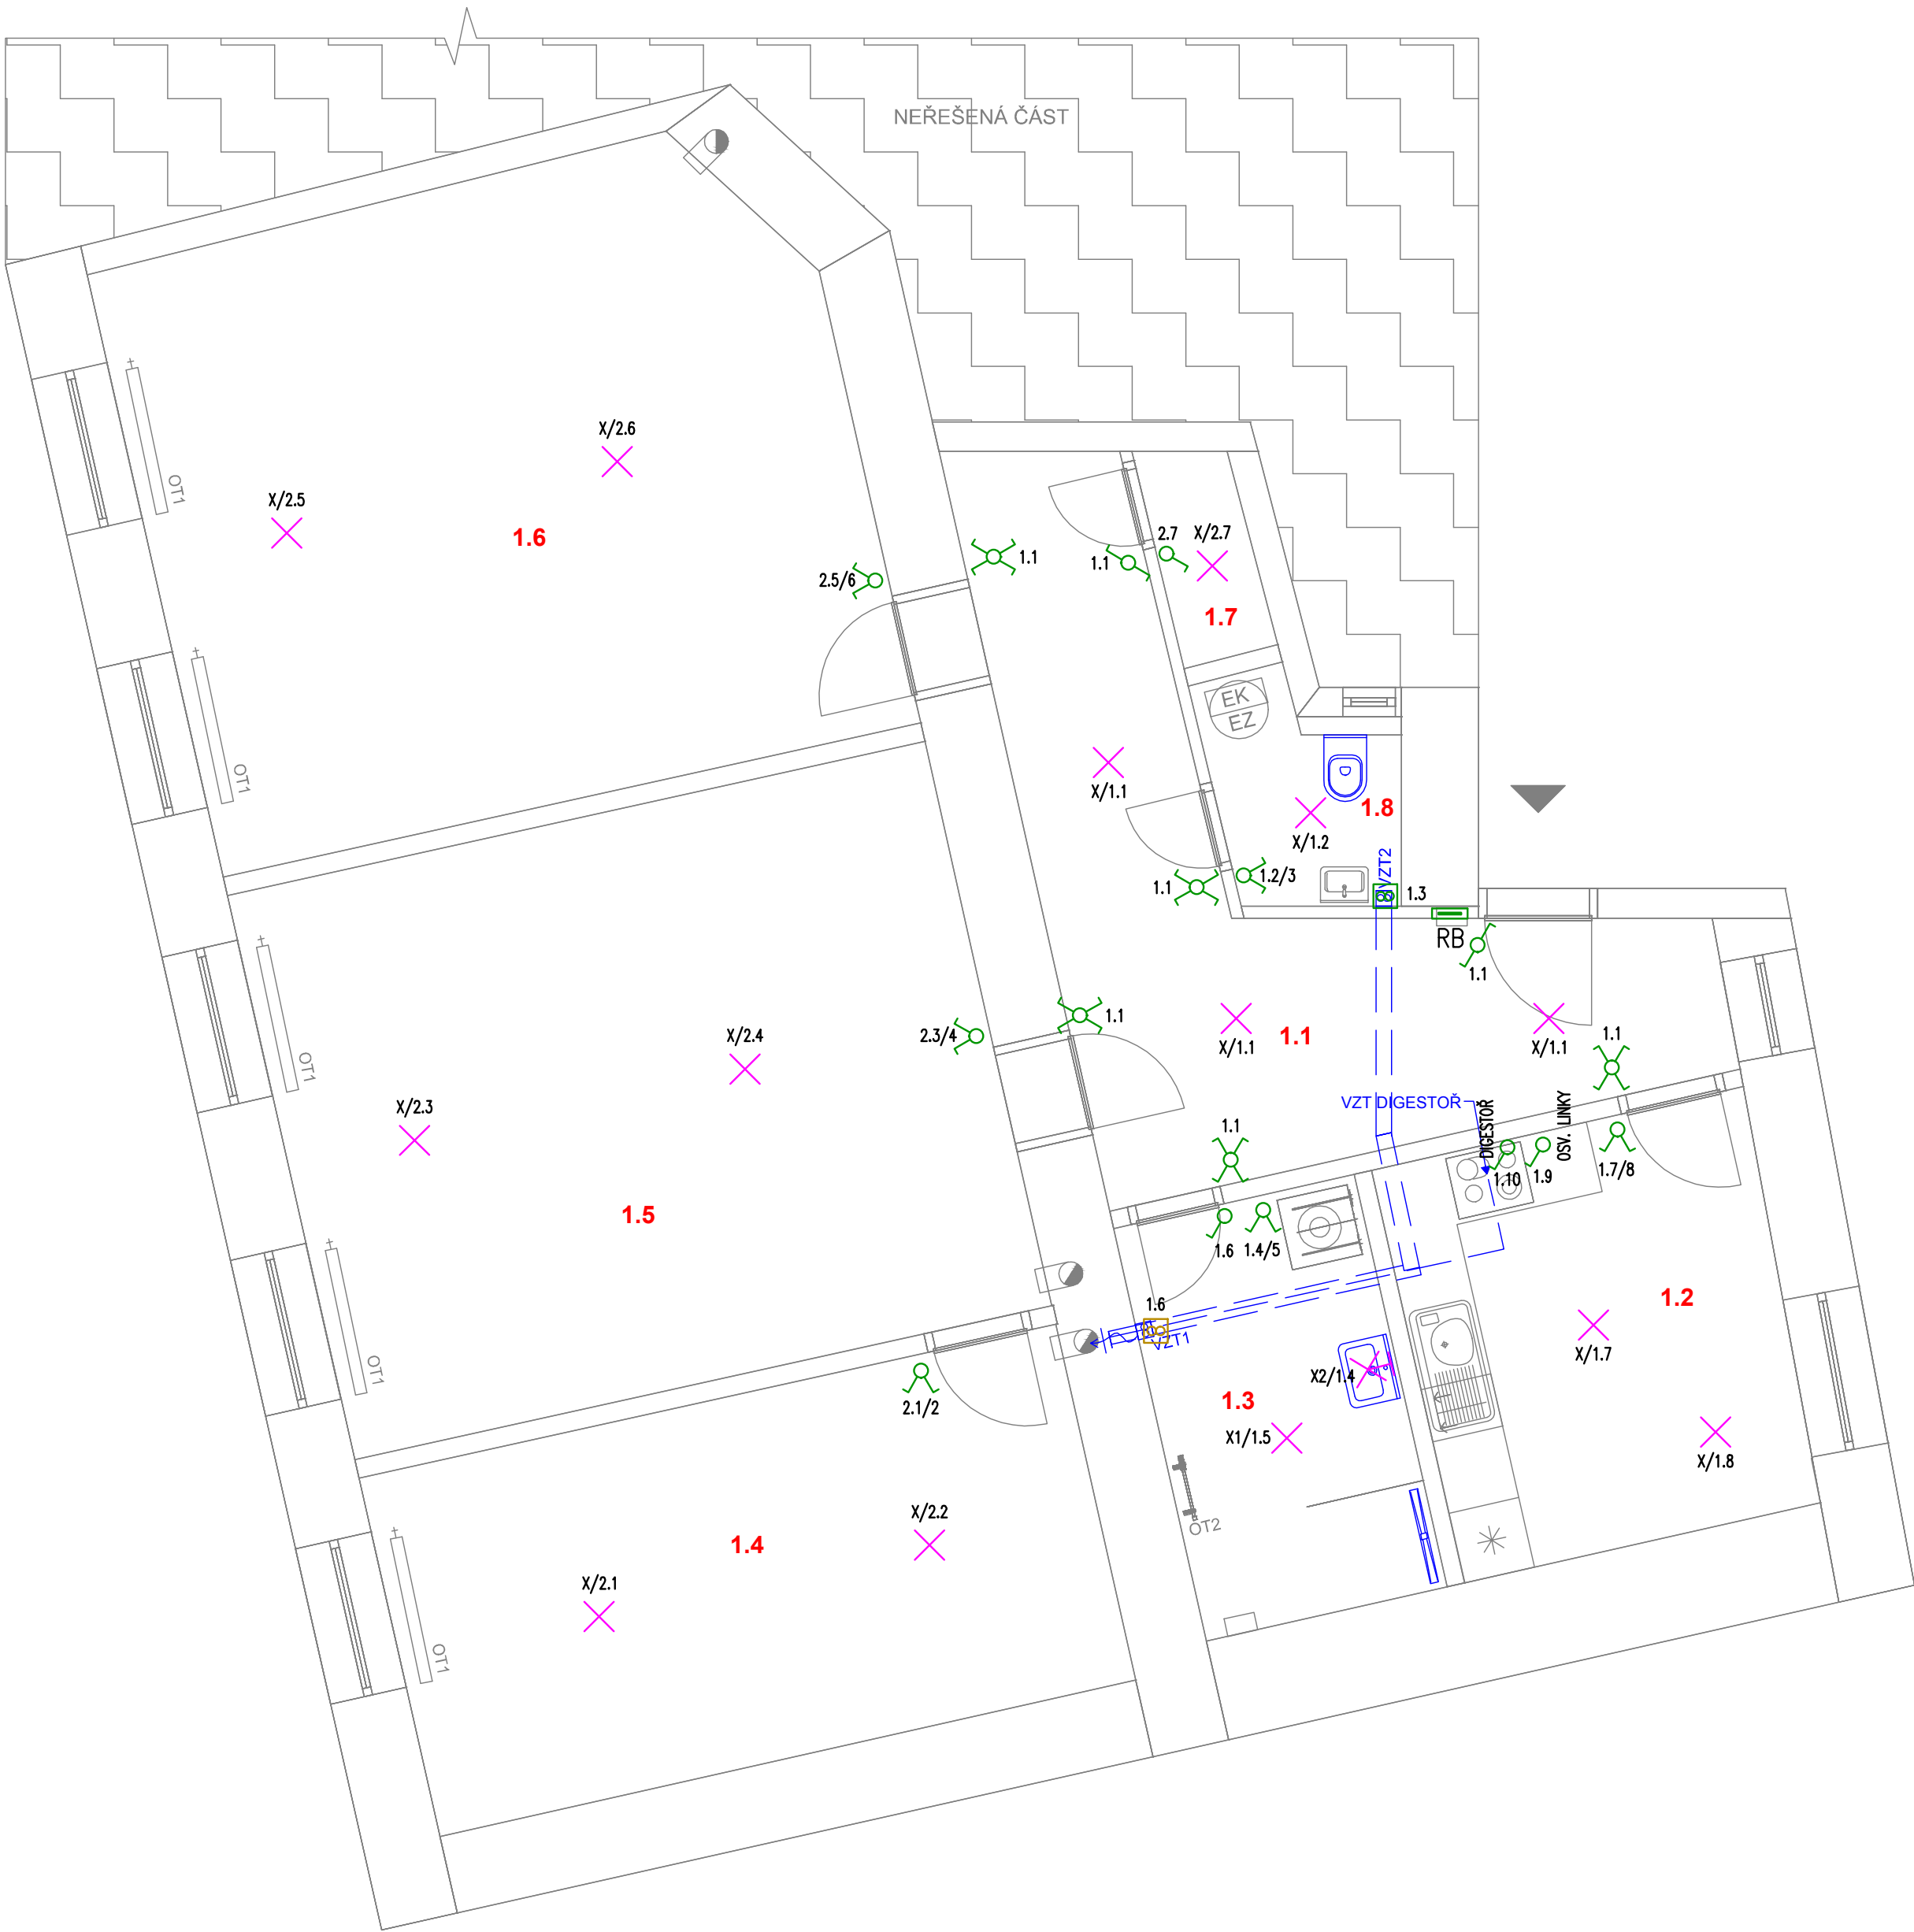 NEŘEŠENÁ ČÁST
X/2.6
OT1
X/2.5
1.6
2.5/6
1.1
1.1
2.7
X/2.7
1.7
OT1
EK
EZ
X/1.1
1.8
X/1.2
VZT2
1.1
1.2/3
1.3
RB
1.1
2.3/4
1.1
X/1.1
1.1
X/1.1
1.1
X/2.4
OT1
X/2.3
VZT DIGESTOŘ
DIGESTOŘ
OSV. LINKY
1.1
1.10
1.9
1.7/8
1.5
1.6
1.4/5
1.6
VZT1
1.2
X/1.7
OT1
2.1/2
X2/1.4
1.3
X1/1.5
X/1.8
OT2
X/2.2
1.4
X/2.1
OT1